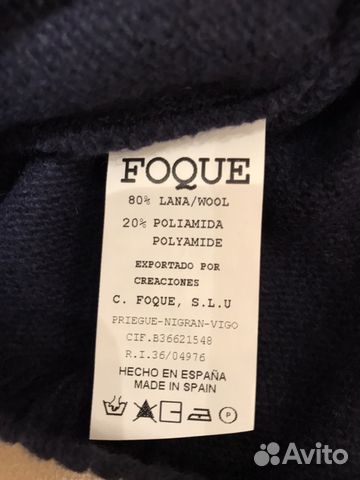 FOQUE
80% LANA/WOOL
20% POLIAMIDA
POLYAMIDE
EXPORTADO POR
CREACIONES
C. FOQUE, S.L.U
PRIEGUE-NIGRAN-VIGO
CIF.B36621548
R.I.36/04976
HECHO EN ESPAÑA
MADE IN SPAIN
P
Avito